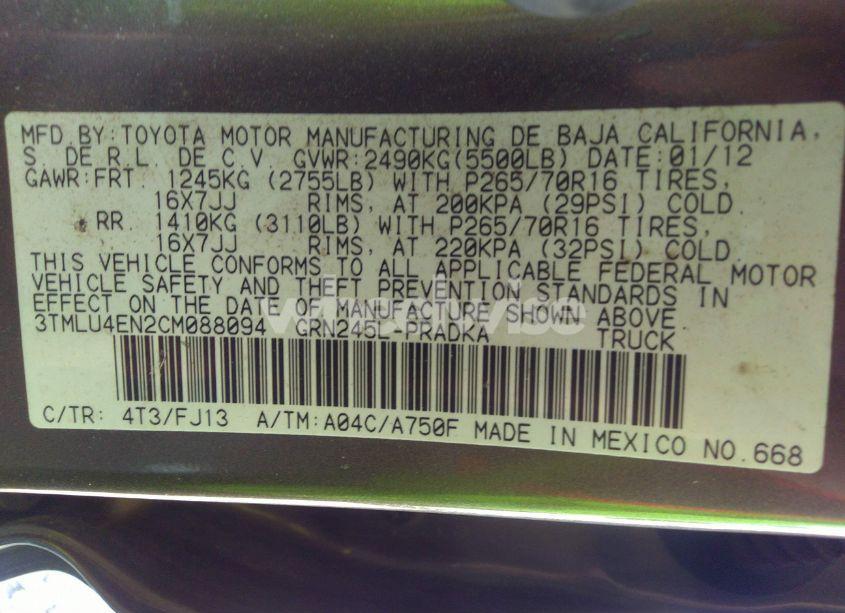 MFD.BY:TOYOTA MOTOR MANUFACTURING DE BAJA CALIFORNIA,
S. DE R.L. DE C.V. GVWR:2490KG(5500LB) DATE:01/12
GAWR:FRT. 1245KG (2755LB) WITH P265/70R16 TIRES,
16X7JJ RIMS, AT 200KPA (29PSI) COLD.
RR. 1410KG (3110LB) WITH P265/70R16 TIRES,
16X7JJ RIMS, AT 220KPA (32PSI) COLD.
THIS VEHICLE CONFORMS TO ALL APPLICABLE FEDERAL MOTOR
VEHICLE SAFETY AND THEFT PREVENTION STANDARDS IN
EFFECT ON THE DATE OF MANUFACTURE SHOWN ABOVE.
3TMLU4EN2CM088094 GRN245L-PRADKA TRUCK
C/TR: 4T3/FJ13 A/TM:A04C/A750F MADE IN MEXICO NO.668